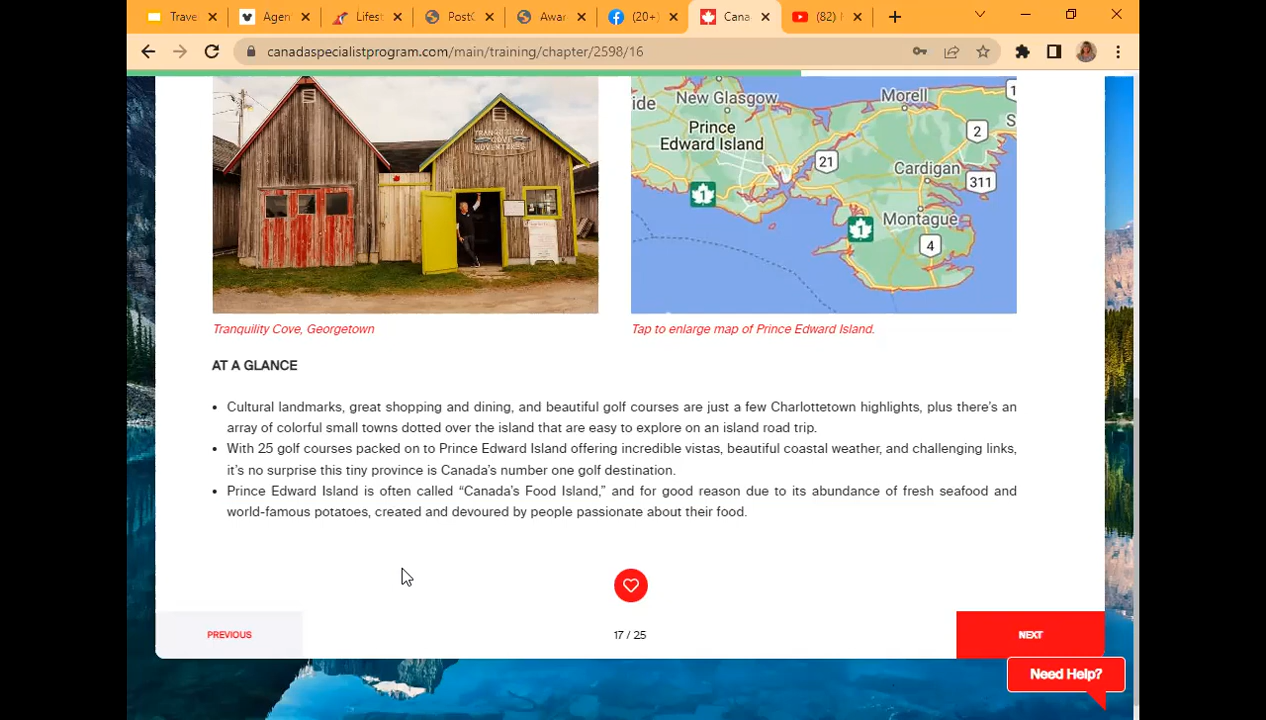 Trave
Agen
Lifest
PostC
Awar
(20+)
Cana
(82)
canadaspecialistprogram.com/main/training/chapter/2598/16
TRANQUILITY
COVE ADVENTURES
ide
New Glasgow
Morell
Prince
Edward Island
2
21
Cardigan
311
1
Montague
1
4
Tranquility Cove, Georgetown
Tap to enlarge map of Prince Edward Island.
AT A GLANCE
• Cultural landmarks, great shopping and dining, and beautiful golf courses are just a few Charlottetown highlights, plus there's an
array of colorful small towns dotted over the island that are easy to explore on an island road trip.
• With 25 golf courses packed on to Prince Edward Island offering incredible vistas, beautiful coastal weather, and challenging links,
it's no surprise this tiny province is Canada's number one golf destination.
• Prince Edward Island is often called “Canada's Food Island,” and for good reason due to its abundance of fresh seafood and
world-famous potatoes, created and devoured by people passionate about their food.
PREVIOUS
17 / 25
NEXT
Need Help?